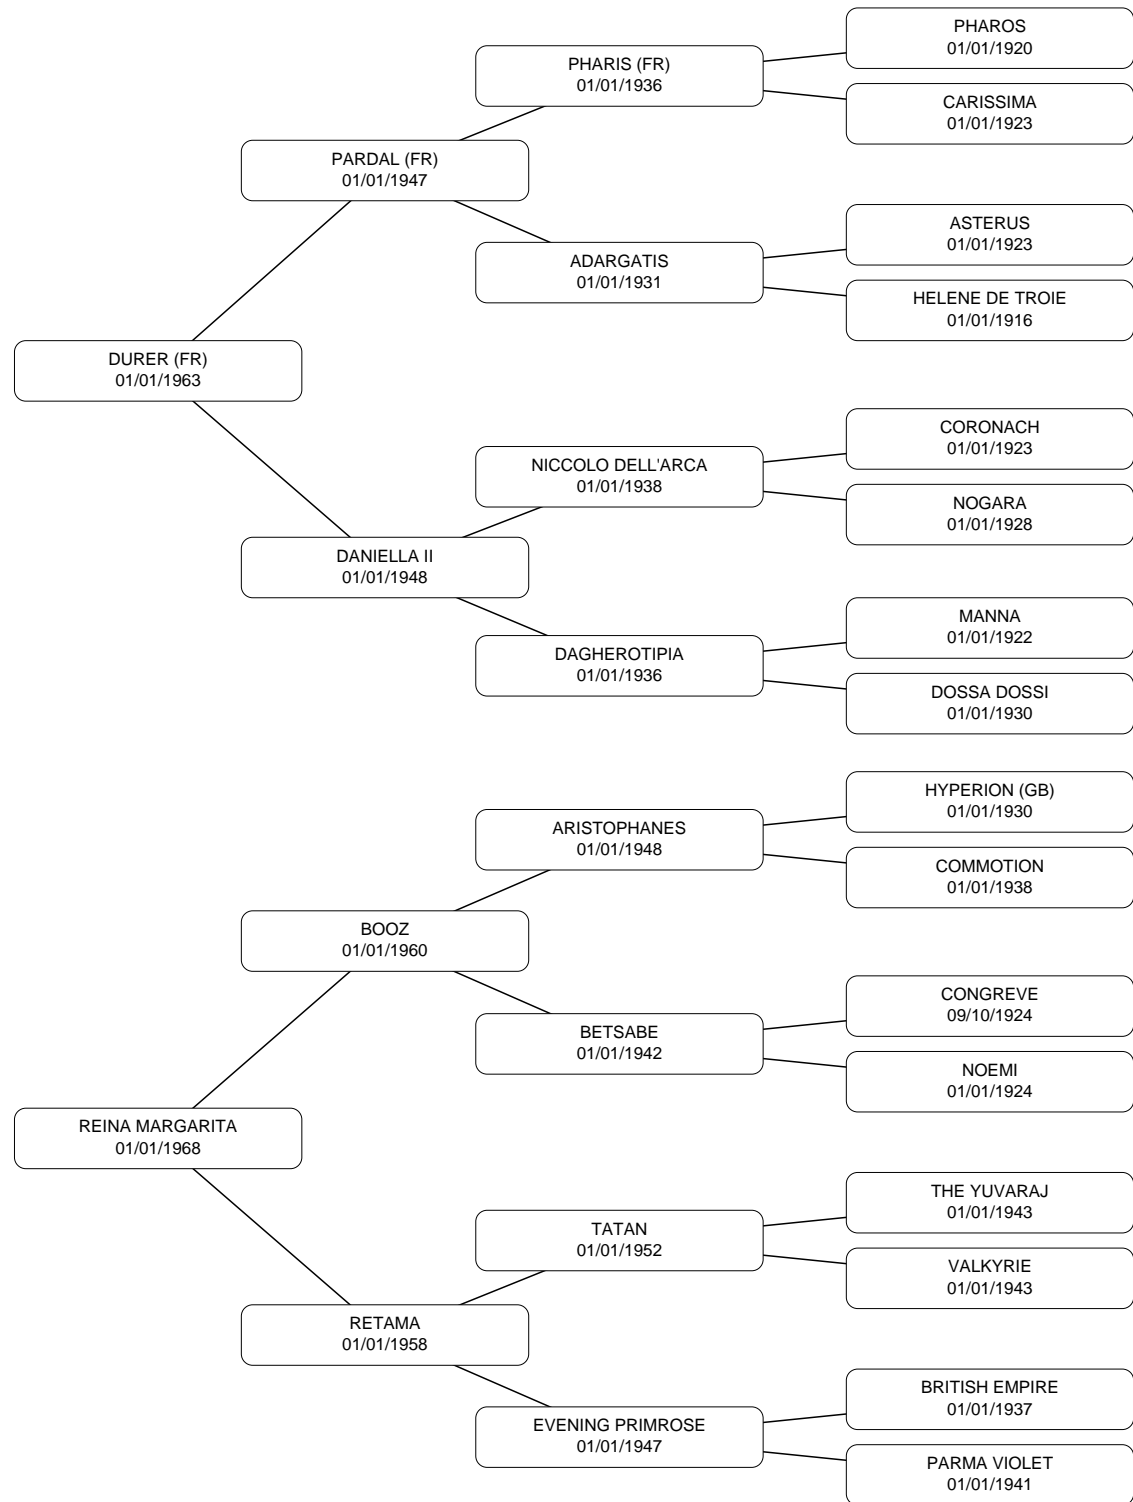 PHAROS
01/01/1920
PHARIS (FR)
01/01/1936
CARISSIMA
01/01/1923
PARDAL (FR)
01/01/1947
ASTERUS
01/01/1923
ADARGATIS
01/01/1931
HELENE DE TROIE
01/01/1916
DURER (FR)
01/01/1963
CORONACH
01/01/1923
NICCOLO DELL'ARCA
01/01/1938
NOGARA
01/01/1928
DANIELLA II
01/01/1948
MANNA
01/01/1922
DAGHEROTIPIA
01/01/1936
DOSSA DOSSI
01/01/1930
HYPERION (GB)
01/01/1930
ARISTOPHANES
01/01/1948
COMMOTION
01/01/1938
BOOZ
01/01/1960
CONGREVE
09/10/1924
BETSABE
01/01/1942
NOEMI
01/01/1924
REINA MARGARITA
01/01/1968
THE YUVARAJ
01/01/1943
TATAN
01/01/1952
VALKYRIE
01/01/1943
RETAMA
01/01/1958
BRITISH EMPIRE
01/01/1937
EVENING PRIMROSE
01/01/1947
PARMA VIOLET
01/01/1941